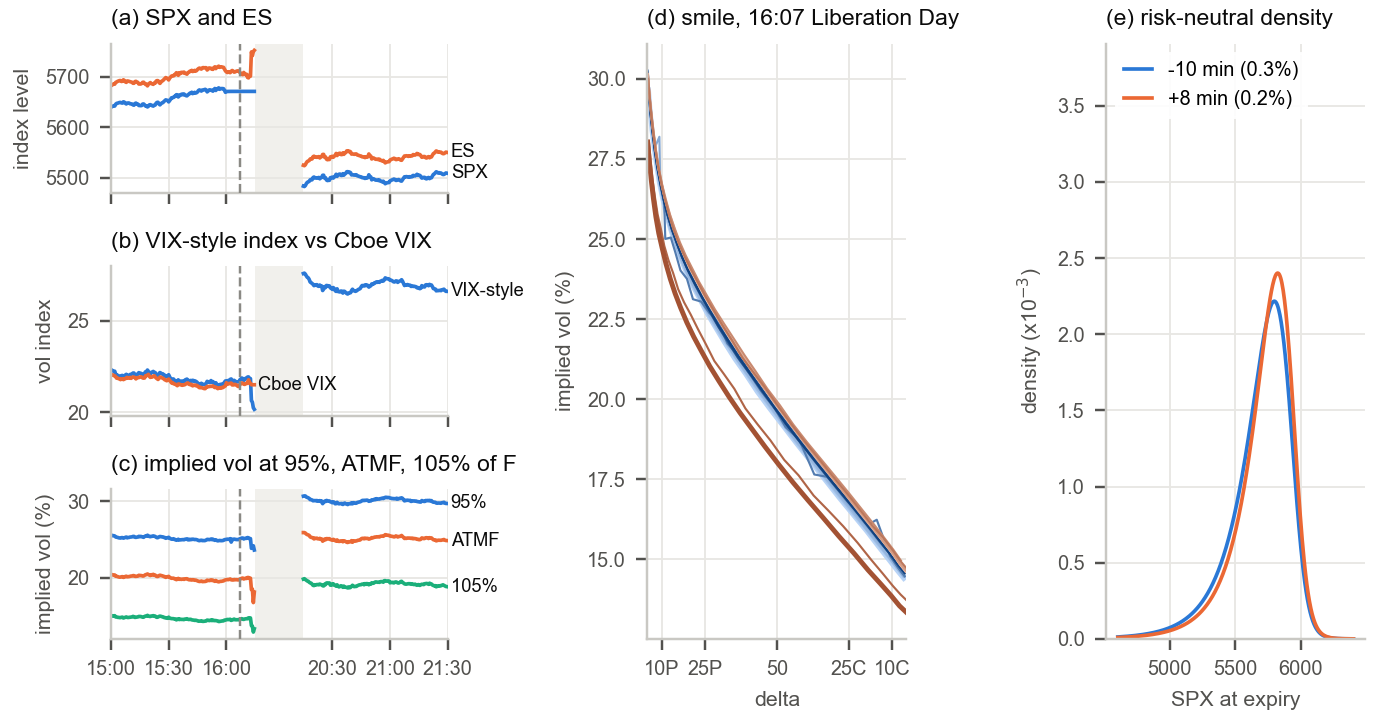 (a) SPX and ES
index level
5700
5600
5500
ES
SPX
(b) VIX-style index vs Cboe VIX
vol index
25
20
VIX-style
Cboe VIX
(c) implied vol at 95%, ATMF, 105% of F
implied vol (%)
30
20
95%
ATMF
105%
15:00 15:30 16:00 20:30 21:00 21:30
(d) smile, 16:07 Liberation Day
implied vol (%)
30.0
27.5
25.0
22.5
20.0
17.5
15.0
10P 25P 50 25C 10C
delta
(e) risk-neutral density
-10 min (0.3%)
+8 min (0.2%)
density (x10⁻³)
3.5
3.0
2.5
2.0
1.5
1.0
0.5
0.0
5000 5500 6000
SPX at expiry